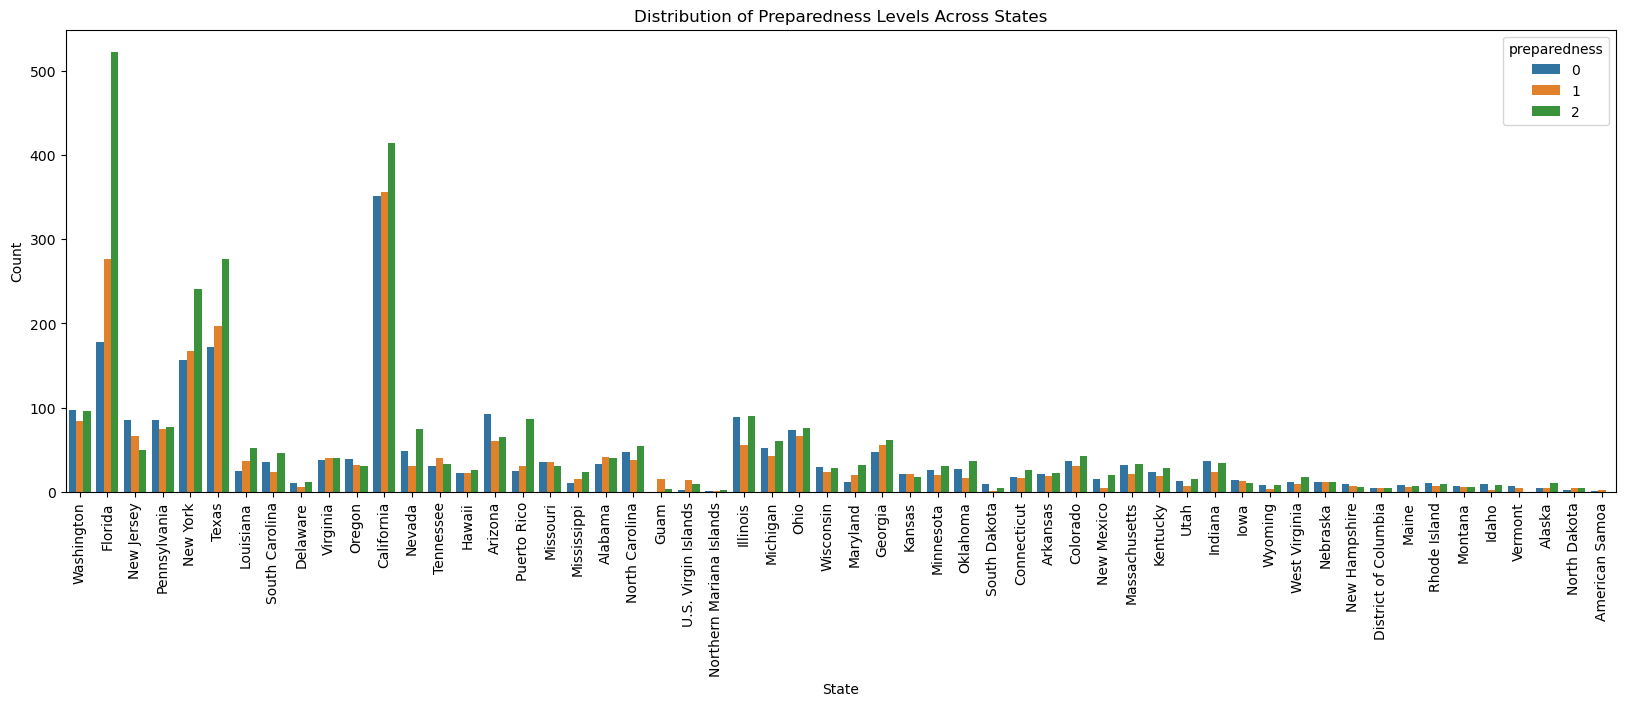 Distribution of Preparedness Levels Across States
preparedness
0
1
2
500
400
300
200
100
0
Count
Washington
Florida
New Jersey
Pennsylvania
New York
Texas
Louisiana
South Carolina
Delaware
Virginia
Oregon
California
Nevada
Tennessee
Hawaii
Arizona
Puerto Rico
Missouri
Mississippi
Alabama
North Carolina
Guam
U.S. Virgin Islands
Northern Mariana Islands
Illinois
Michigan
Ohio
Wisconsin
Maryland
Georgia
Kansas
Minnesota
Oklahoma
South Dakota
Connecticut
Arkansas
Colorado
New Mexico
Massachusetts
Kentucky
Utah
Indiana
Iowa
Wyoming
West Virginia
Nebraska
New Hampshire
District of Columbia
Maine
Rhode Island
Montana
Idaho
Vermont
Alaska
North Dakota
American Samoa
State